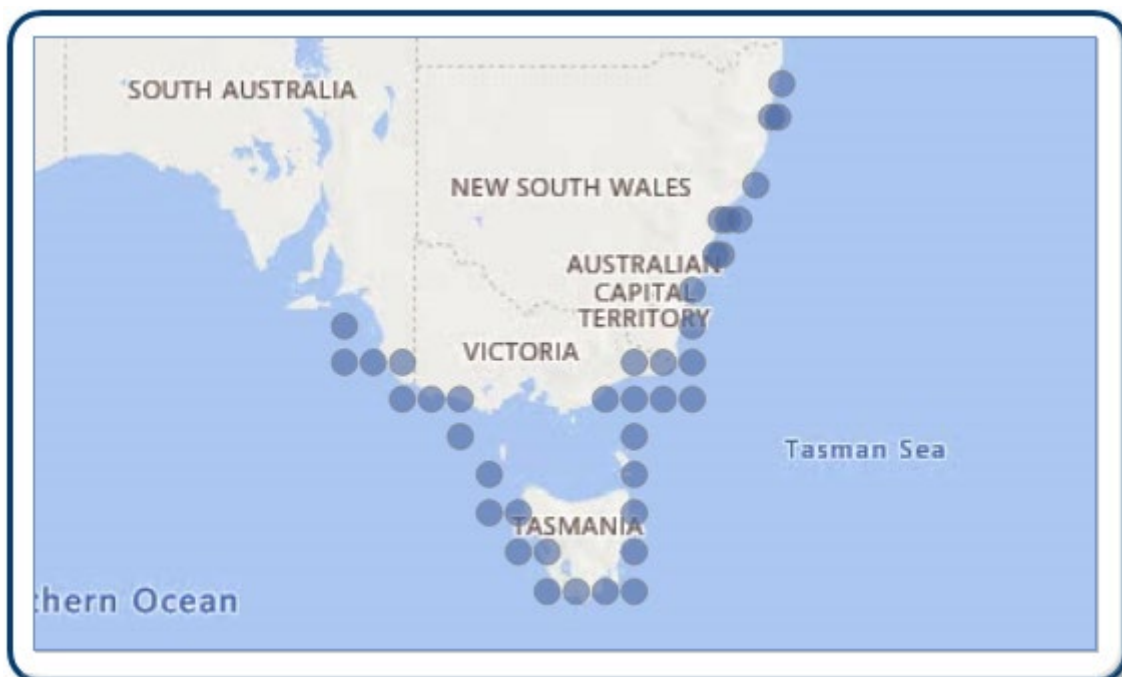 SOUTH AUSTRALIA
NEW SOUTH WALES
AUSTRALIAN
CAPITAL
TERRITORY
VICTORIA
Tasman Sea
TASMANIA
thern Ocean